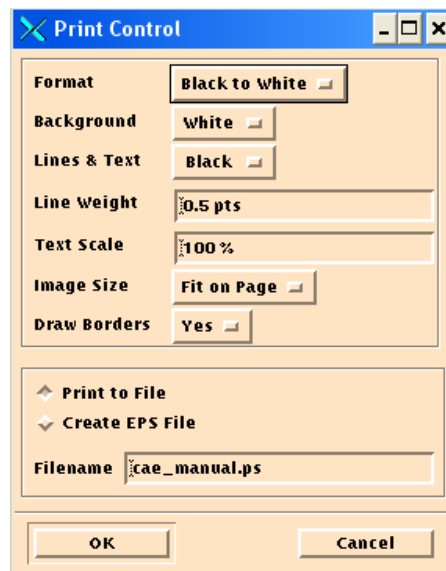 Print Control
Format Black to White
Background White
Lines & Text Black
Line Weight 0.5 pts
Text Scale 100 %
Image Size Fit on Page
Draw Borders Yes
Print to File
Create EPS File
Filename cae_manual.ps
OK Cancel